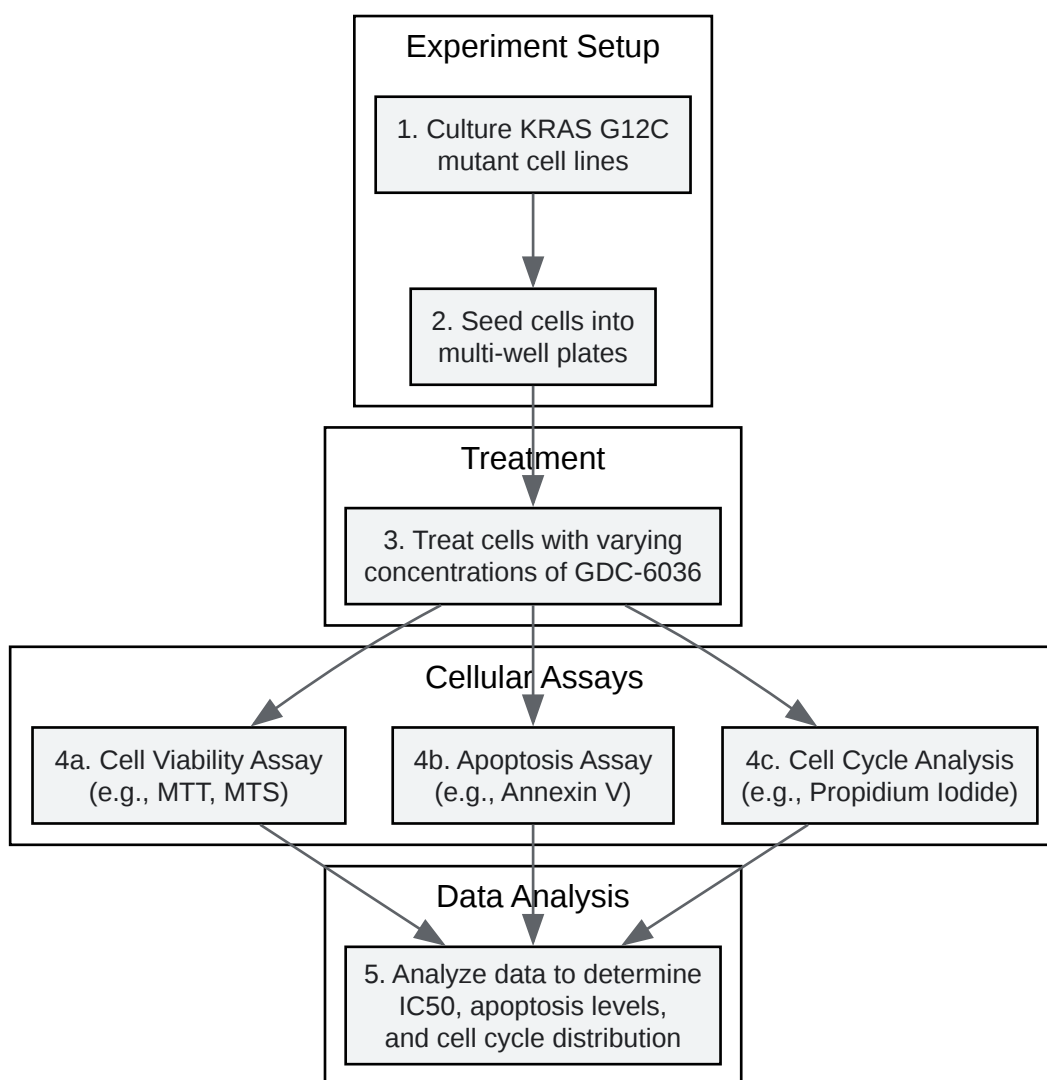 Experiment Setup
1. Culture KRAS G12C
mutant cell lines
2. Seed cells into
multi-well plates
Treatment
3. Treat cells with varying
concentrations of GDC-6036
Cellular Assays
4a. Cell Viability Assay
(e.g., MTT, MTS)
4b. Apoptosis Assay
(e.g., Annexin V)
4c. Cell Cycle Analysis
(e.g., Propidium Iodide)
Data Analysis
5. Analyze data to determine
IC50, apoptosis levels,
and cell cycle distribution